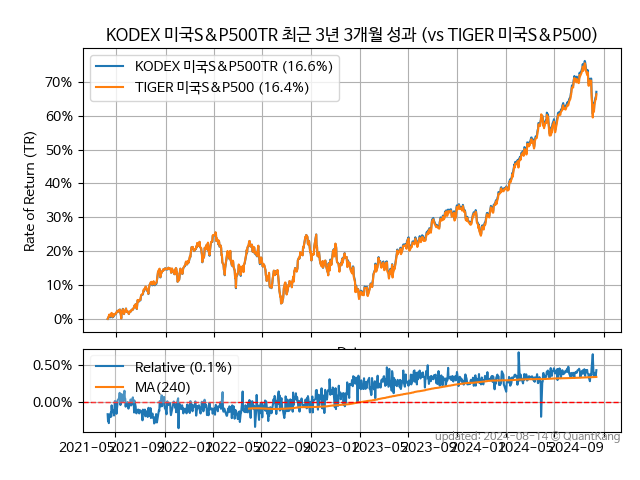 KODEX 미국S&P500TR 최근 3년 3개월 성과 (vs TIGER 미국S&P500)
KODEX 미국S&P500TR (16.6%)
TIGER 미국S&P500 (16.4%)
Rate of Return (TR)
70%
60%
50%
40%
30%
20%
10%
0%
Relative (0.1%)
MA(240)
0.50%
0.00%
updated: 2024-08-14 © QuantKang
2021-05 2021-09 2022-01 2022-05 2022-09 2023-01 2023-05 2023-09 2024-01 2024-05 2024-09